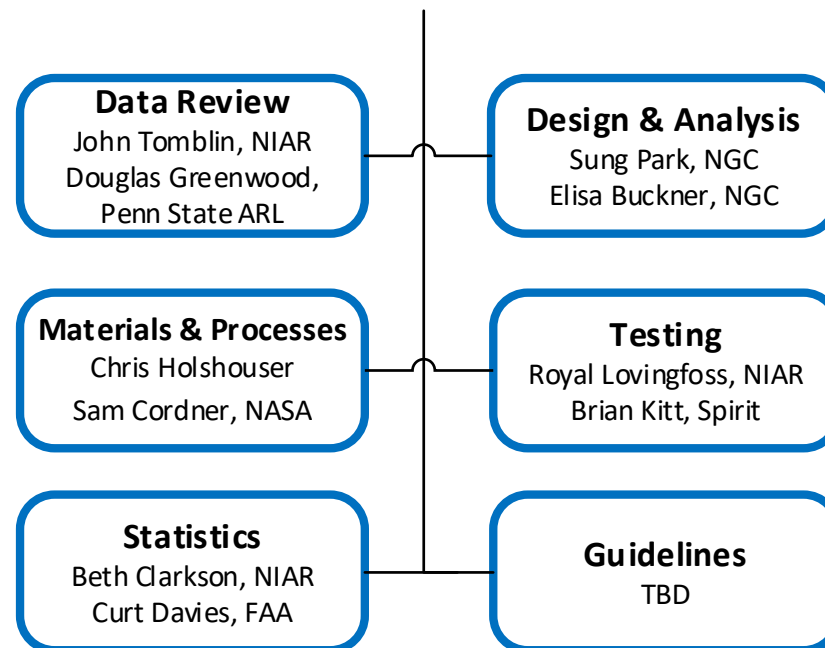 Data Review
John Tomblin, NIAR
Douglas Greenwood,
Penn State ARL
Design & Analysis
Sung Park, NGC
Elisa Buckner, NGC
Materials & Processes
Chris Holshouser
Sam Cordner, NASA
Testing
Royal Lovingfoss, NIAR
Brian Kitt, Spirit
Statistics
Beth Clarkson, NIAR
Curt Davies, FAA
Guidelines
TBD